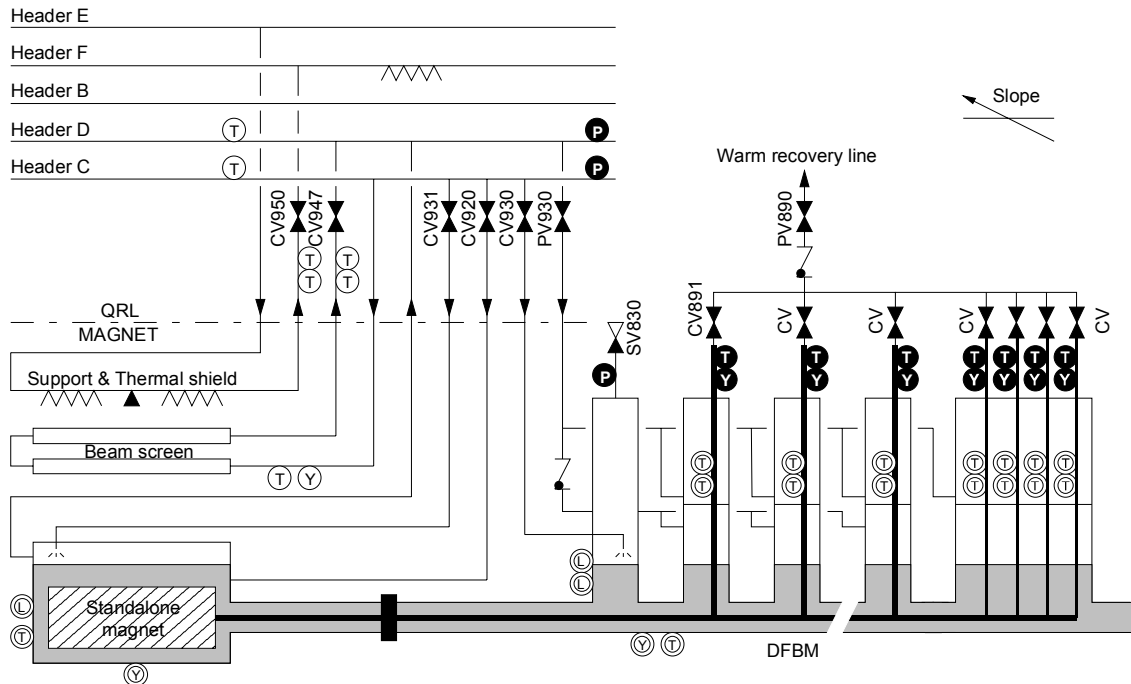 Header E
Header F
Header B
Header D
T
P
Header C
T
P
Slope
Warm recovery line
CV950
CV947
CV931
CV920
CV930
PV930
PV890
T
T
T
T
QRL
MAGNET
SV830
CV891
CV
CV
CV
CV
Support & Thermal shield
P
T
Y
T
Y
T
Y
T
Y
T
Y
T
Y
T
Y
Beam screen
T
Y
T
T
T
T
T
T
T
T
T
T
T
T
T
T
L
L
L
T
Standalone
magnet
Y
Y
T
DFBM